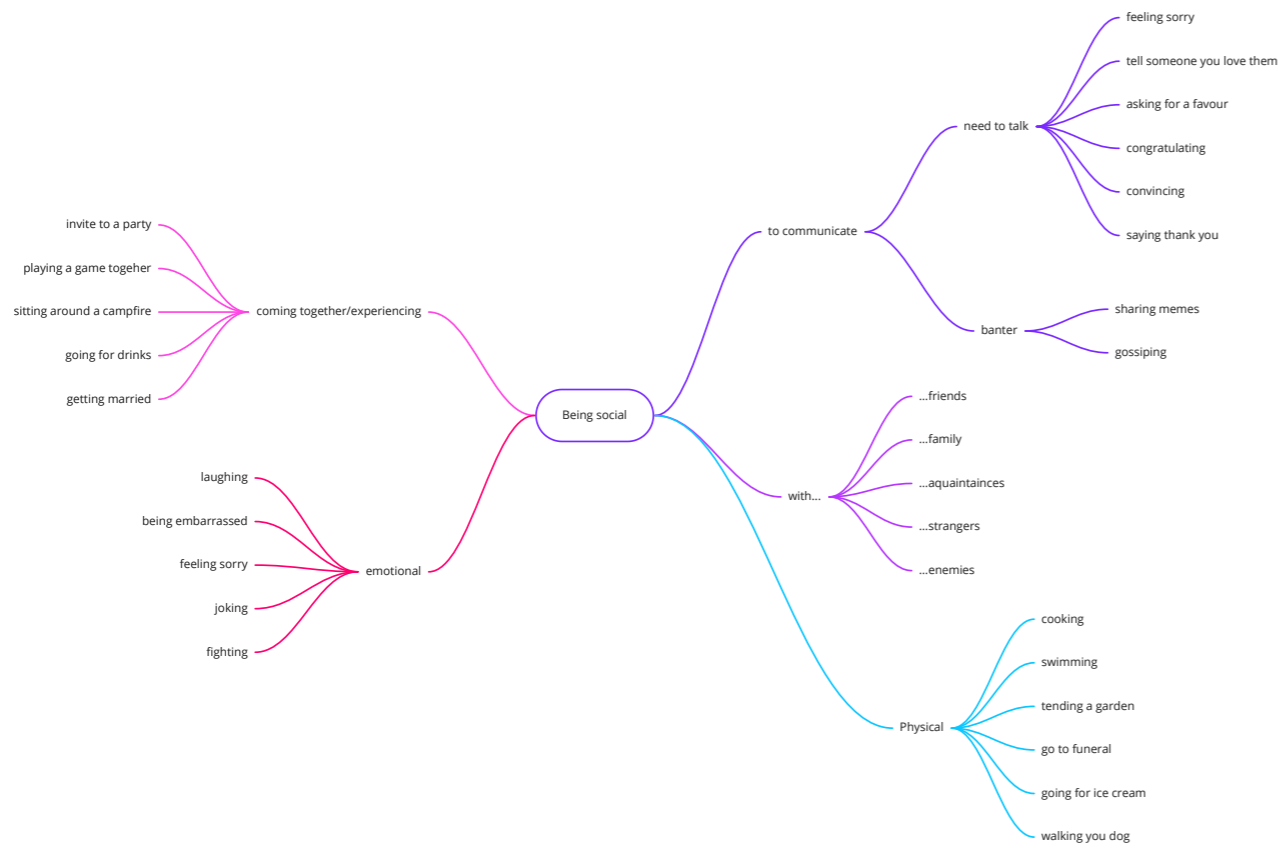 Being social
to communicate
need to talk
feeling sorry
tell someone you love them
asking for a favour
congratulating
convincing
saying thank you
banter
sharing memes
gossiping
with...
...friends
...family
...aquaintainces
...strangers
...enemies
Physical
cooking
swimming
tending a garden
go to funeral
going for ice cream
walking you dog
coming together/experiencing
invite to a party
playing a game togeher
sitting around a campfire
going for drinks
getting married
emotional
laughing
being embarrassed
feeling sorry
joking
fighting